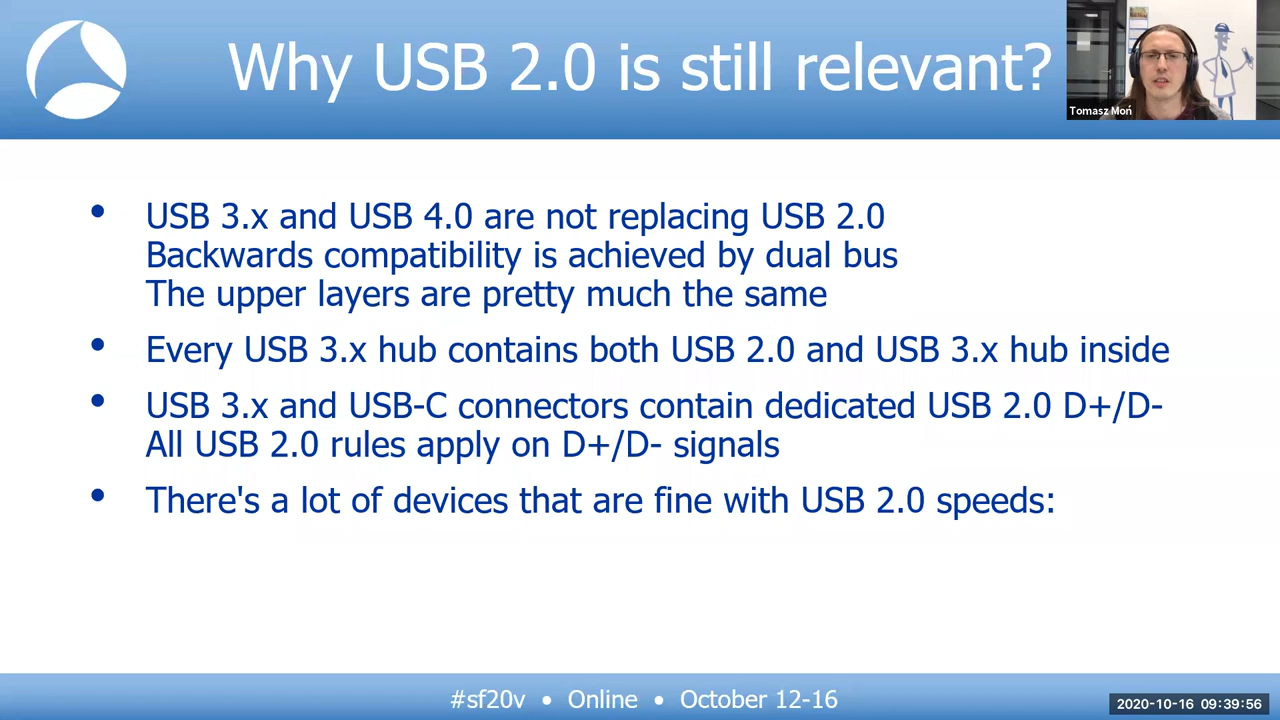 Why USB 2.0 is still relevant?
Tomasz Moń
• USB 3.x and USB 4.0 are not replacing USB 2.0
Backwards compatibility is achieved by dual bus
The upper layers are pretty much the same
• Every USB 3.x hub contains both USB 2.0 and USB 3.x hub inside
• USB 3.x and USB-C connectors contain dedicated USB 2.0 D+/D-
All USB 2.0 rules apply on D+/D- signals
• There's a lot of devices that are fine with USB 2.0 speeds:
#sf20v • Online • October 12-16
2020-10-16 09:39:56